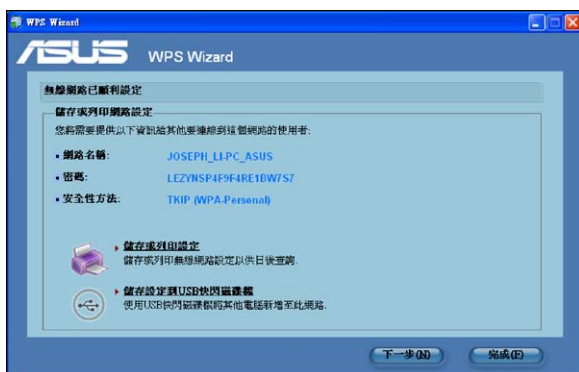 WPS Wizard
ASUS WPS Wizard
無線網路已順利設定
儲存或列印網路設定
您將需要提供以下資訊給其他要連線到這個網路的使用者:
網路名稱: JOSEPH_LI-PC_ASUS
密碼: LEZYNSP4F9F4RE1BW7S7
安全性方法: TKIP (WPA-Personal)
儲存或列印設定
儲存或列印無線網路設定以供日後查詢.
儲存設定到USB快閃磁碟機
使用USB快閃磁碟機將其他電腦新增至此網路.
下一步(N) 完成(F)